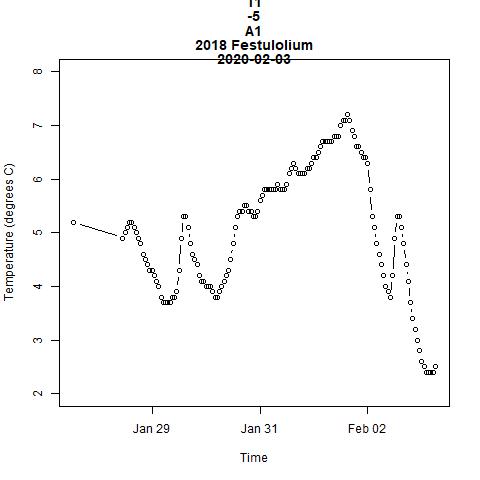 T1
-5
A1
2018 Festulolium
2020-02-03
Temperature (degrees C)
8
7
6
5
4
3
2
Jan 29
Jan 31
Feb 02
Time